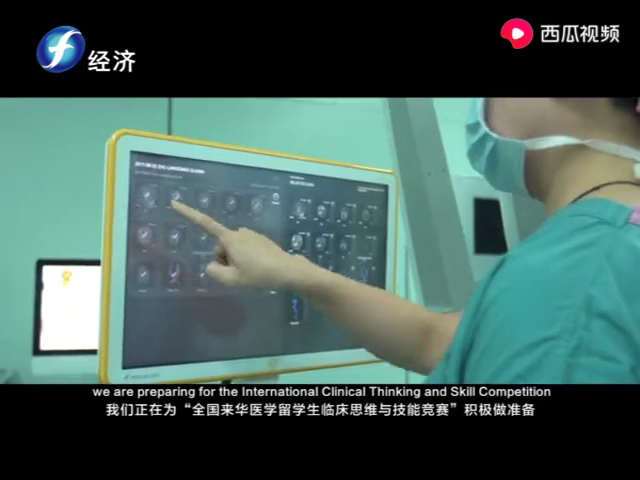 经济
西瓜视频
we are preparing for the International Clinical Thinking and Skill Competition
我们正在为“全国来华医学留学生临床思维与技能竞赛”积极做准备